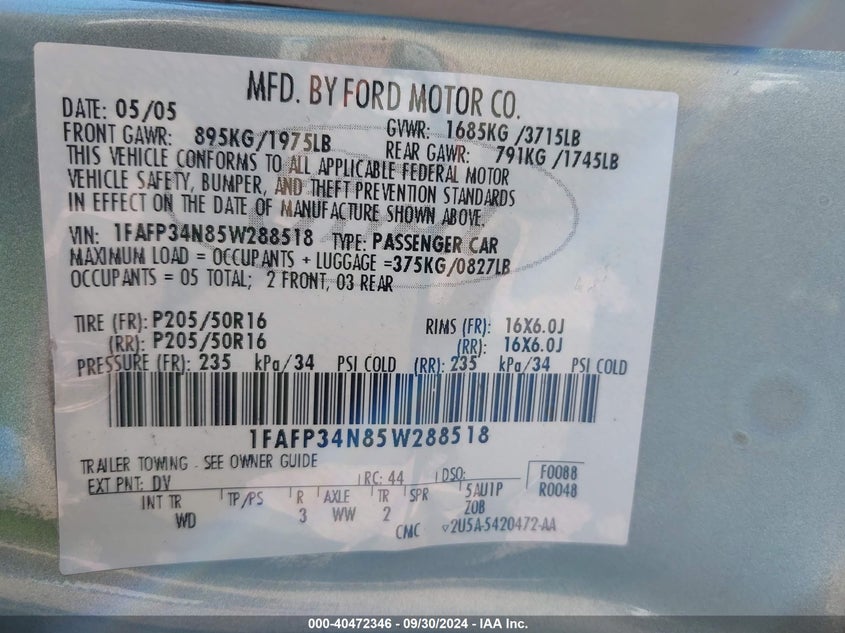 MFD. BY FORD MOTOR CO.
DATE: 05/05 GVWR: 1685KG /3715LB
FRONT GAWR: 895KG/1975LB REAR GAWR: 791KG /1745LB
THIS VEHICLE CONFORMS TO ALL APPLICABLE FEDERAL MOTOR
VEHICLE SAFETY, BUMPER, AND THEFT PREVENTION STANDARDS
IN EFFECT ON THE DATE OF MANUFACTURE SHOWN ABOVE.
VIN: 1FAFP34N85W288518 TYPE: PASSENGER CAR
MAXIMUM LOAD = OCCUPANTS + LUGGAGE =375KG/0827LB
OCCUPANTS = 05 TOTAL; 2 FRONT, 03 REAR
TIRE (FR): P205/50R16 RIMS (FR): 16X6.0J
(RR): P205/50R16 (RR): 16X6.0J
PRESSURE (FR): 235 kPa/34 PSI COLD (RR): 235 kPa/34 PSI COLD
1FAFP34N85W288518
TRAILER TOWING - SEE OWNER GUIDE
EXT PNT: DV RC: 44 DSO: F0088
R0048
INT TR TP/PS R AXLE TR SPR 5AU1P
WD 3 WW 2 Z0B
CMC 2U5A-5420472-AA
000-40472346 - 09/30/2024 - IAA Inc.